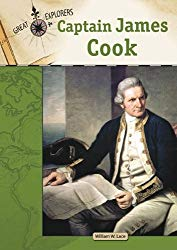 GREAT EXPLORERS
Captain James
Cook
William W. Lace